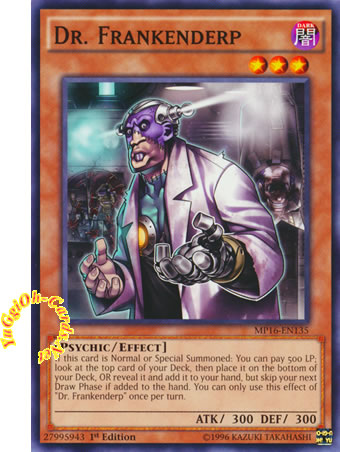 DR. FRANKENDERP
DARK
闇
MP16-EN135
[PSYCHIC/EFFECT]
If this card is Normal or Special Summoned: You can pay 500 LP;
look at the top card of your Deck, then place it on the bottom of
your Deck, OR reveal it and add it to your hand, but skip your next
Draw Phase if added to the hand. You can only use this effect of
"Dr. Frankenderp" once per turn.
ATK/ 300 DEF/ 300
27995943 1st Edition ©1996 KAZUKI TAKAHASHI